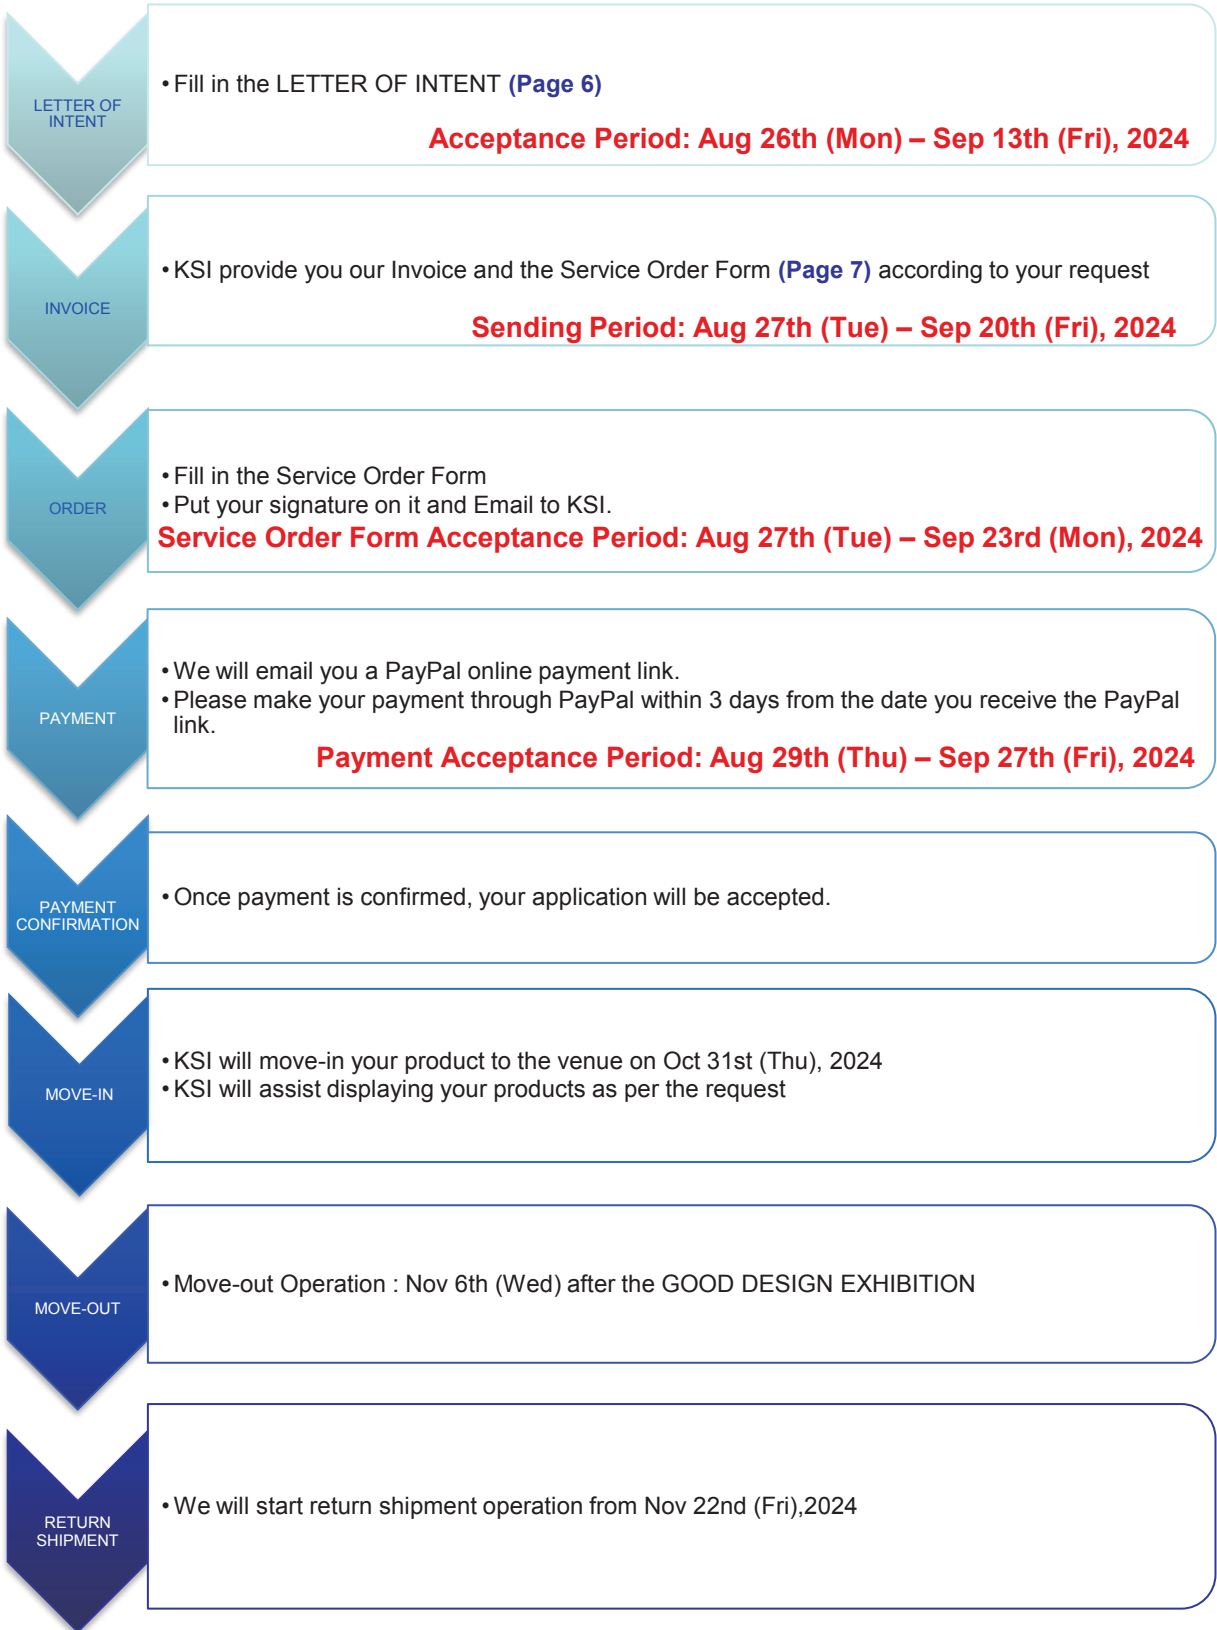 LETTER OF
INTENT
• Fill in the LETTER OF INTENT (Page 6)
Acceptance Period: Aug 26th (Mon) – Sep 13th (Fri), 2024
INVOICE
• KSI provide you our Invoice and the Service Order Form (Page 7) according to your request
Sending Period: Aug 27th (Tue) – Sep 20th (Fri), 2024
ORDER
• Fill in the Service Order Form
• Put your signature on it and Email to KSI.
Service Order Form Acceptance Period: Aug 27th (Tue) – Sep 23rd (Mon), 2024
PAYMENT
• We will email you a PayPal online payment link.
• Please make your payment through PayPal within 3 days from the date you receive the PayPal
link.
Payment Acceptance Period: Aug 29th (Thu) – Sep 27th (Fri), 2024
PAYMENT
CONFIRMATION
• Once payment is confirmed, your application will be accepted.
MOVE-IN
• KSI will move-in your product to the venue on Oct 31st (Thu), 2024
• KSI will assist displaying your products as per the request
MOVE-OUT
• Move-out Operation : Nov 6th (Wed) after the GOOD DESIGN EXHIBITION
RETURN
SHIPMENT
• We will start return shipment operation from Nov 22nd (Fri),2024